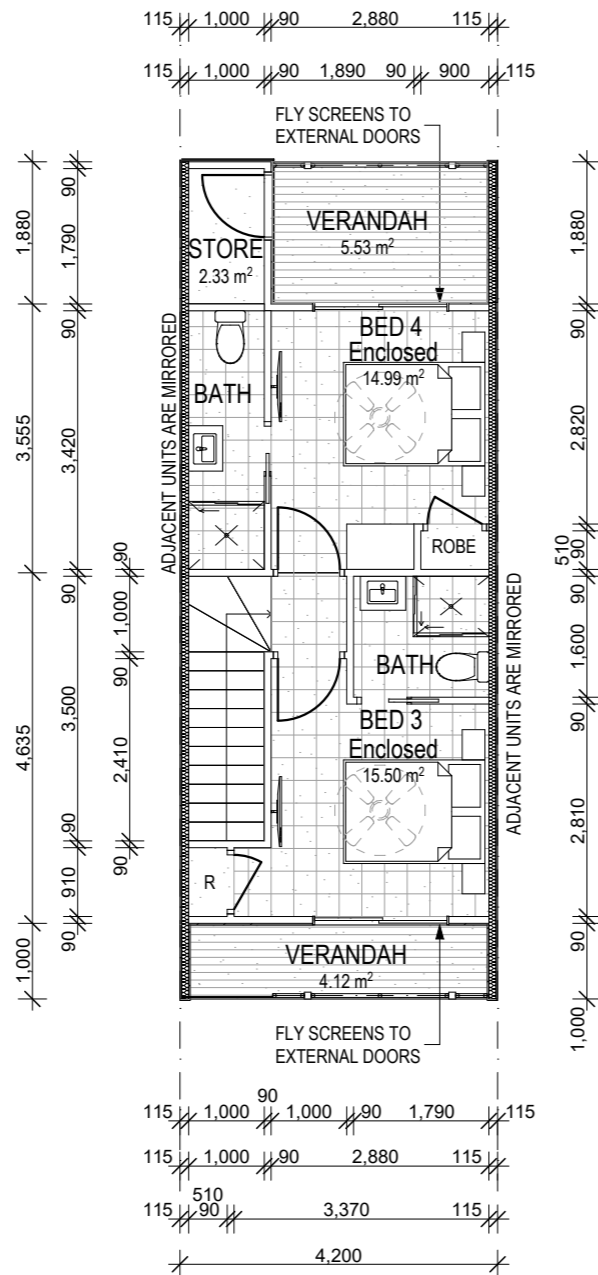 115 1,000 90 2,880 115
115 1,000 90 1,890 90 900 115
FLY SCREENS TO
EXTERNAL DOORS
90
1,880
1,790
1,880
VERANDAH
5.53 m²
STORE
2.33 m²
90
90
BED 4
Enclosed
14.99 m²
BATH
ADJACENT UNITS ARE MIRRORED
3,555
3,420
2,820
ROBE
510
90
90
90
90
1,000
1,600
BATH
ADJACENT UNITS ARE MIRRORED
90
90
BED 3
Enclosed
15.50 m²
4,635
3,500
2,410
2,810
90
90
R
910
90
90
VERANDAH
4.12 m²
1,000
1,000
FLY SCREENS TO
EXTERNAL DOORS
90
115 1,000 1,000 90 1,790 115
115 1,000 90 2,880 115
510
115 90 3,370 115
4,200